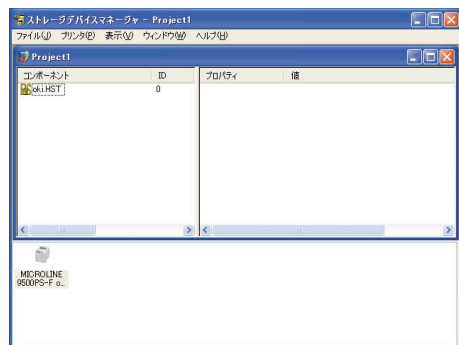 ストレージデバイスマネージャ - Project1
ファイル(J) プリンタ(P) 表示(V) ウィンドウ(W) ヘルプ(H)
Project1
コンポーネント ID プロパティ 値
oki.HST 0
MICROLINE
9500PS-F o...